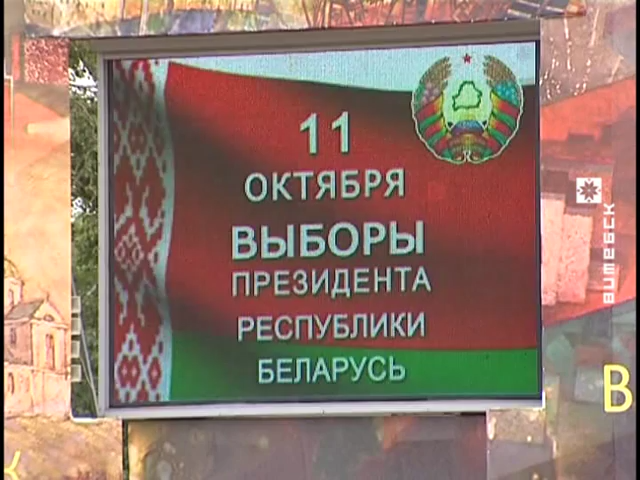 11
ОКТЯБРЯ
ВЫБОРЫ
ПРЕЗИДЕНТА
РЕСПУБЛИКИ
БЕЛАРУСЬ
ВИТЕБСК
В